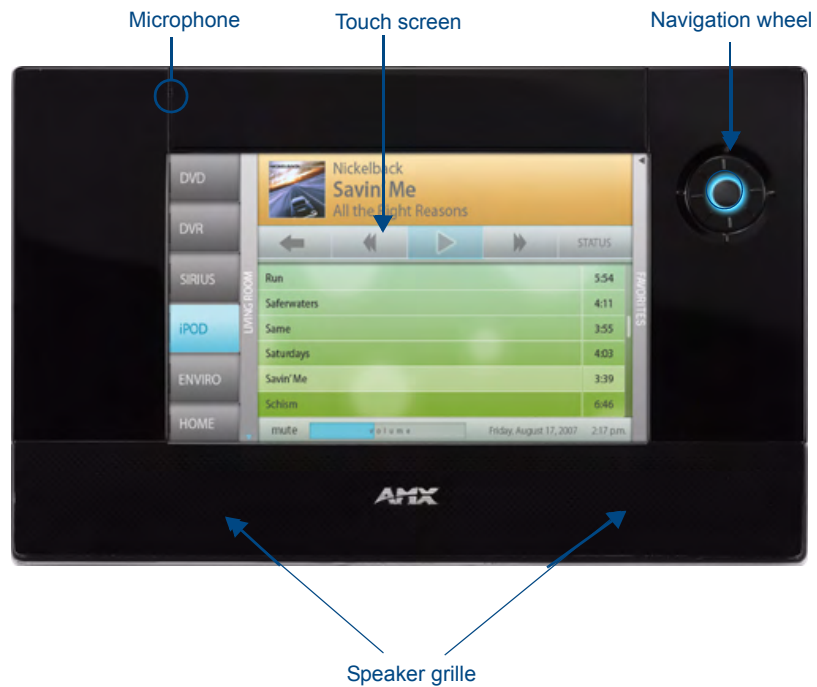 Microphone
Touch screen
Navigation wheel
DVD
DVR
SIRIUS
iPOD
ENVIRO
HOME
LIVING ROOM
Nickelback
Savin' Me
All the Right Reasons
STATUS
Run 5:54
Saferwaters 4:11
Same 3:55
Saturdays 4:03
Savin' Me 3:39
Schism 6:46
FAVORITES
mute volume Friday, August 17, 2007 2:17 p.m.
AMX
Speaker grille